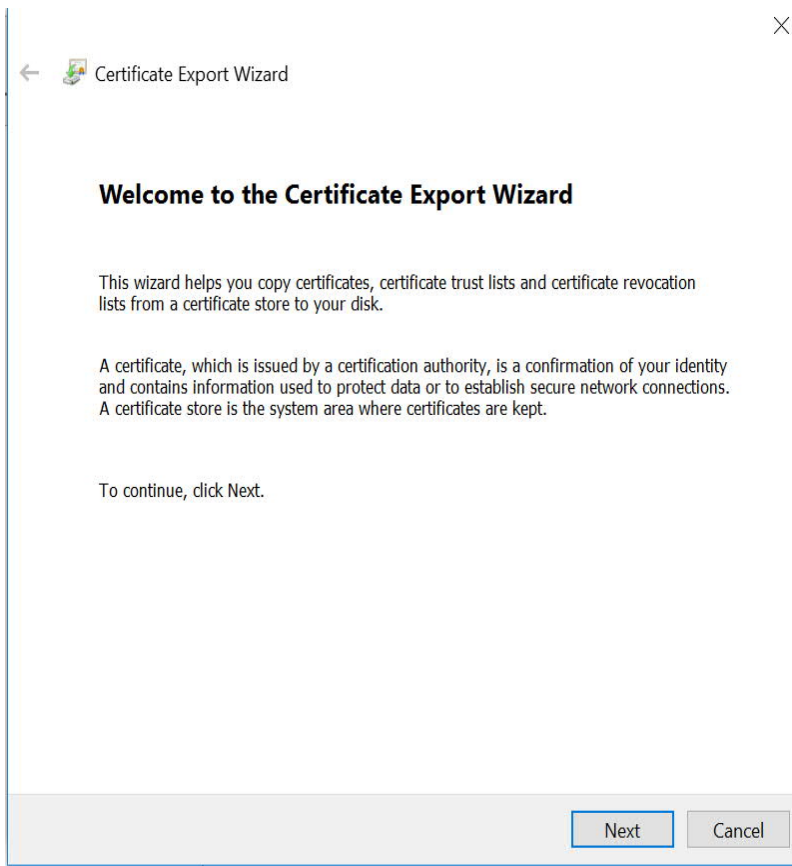 Certificate Export Wizard
Welcome to the Certificate Export Wizard
This wizard helps you copy certificates, certificate trust lists and certificate revocation
lists from a certificate store to your disk.
A certificate, which is issued by a certification authority, is a confirmation of your identity
and contains information used to protect data or to establish secure network connections.
A certificate store is the system area where certificates are kept.
To continue, click Next.
Next Cancel